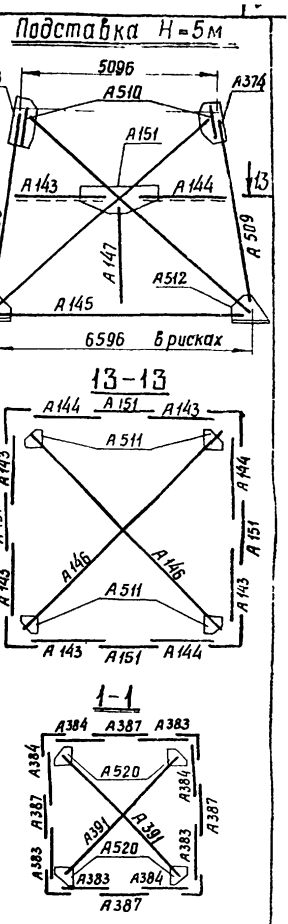 Подставка Н=5м
5096
А510
А374
А151
А143
А144
13
А147
А509
А512
А145
6596 в рисках
13-13
А144 А151 А143
А511
А143
А144
А151
А146
А146
А143
А511
А143
А143 А151 А144
1-1
А384 А387 А383
А384
А520
А384
А387
А391
А391
А387
А383
А520
А383
А383 А384
А387